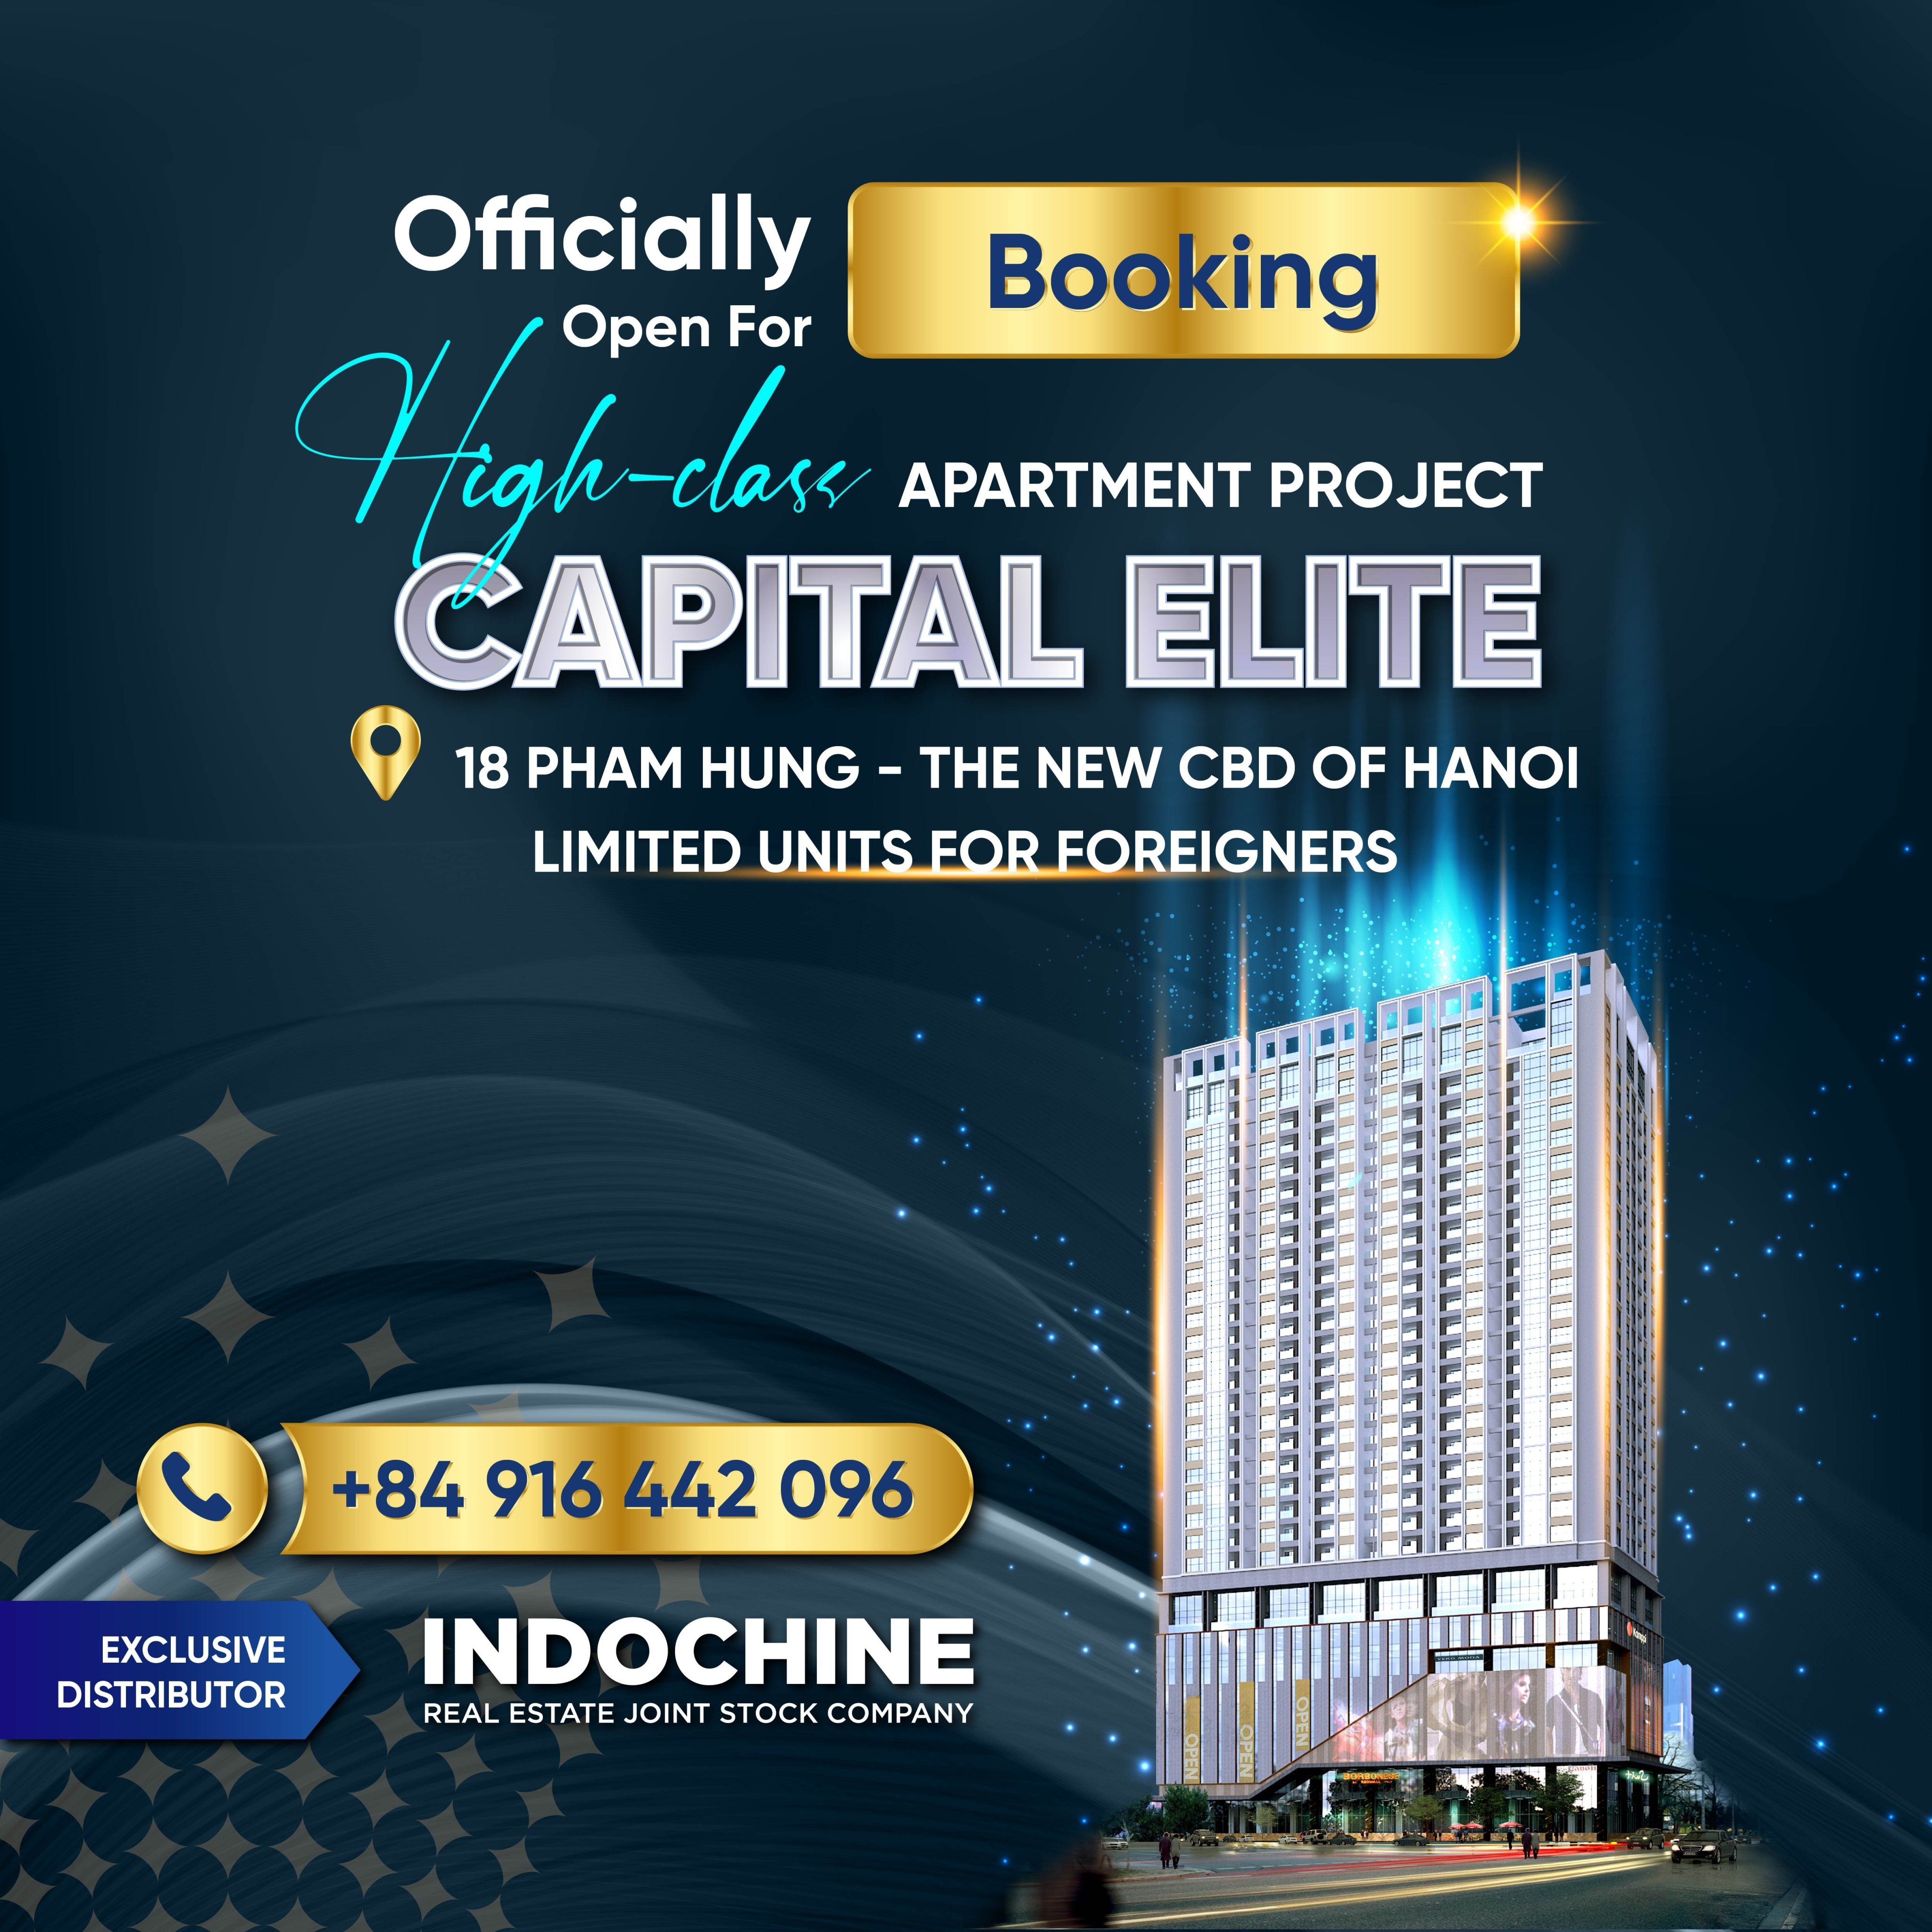 Officially
Open For
Booking
High-class APARTMENT PROJECT
CAPITAL ELITE
18 PHAM HUNG - THE NEW CBD OF HANOI
LIMITED UNITS FOR FOREIGNERS
+84 916 442 096
EXCLUSIVE
DISTRIBUTOR
INDOCHINE
REAL ESTATE JOINT STOCK COMPANY
OPEN
OPEN
OPEN